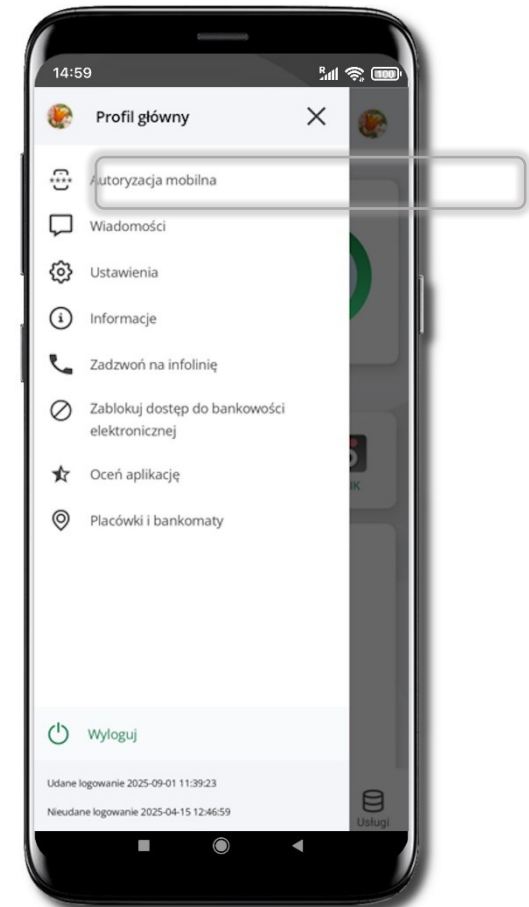 14:59
R
100
Profil główny
Autoryzacja mobilna
Wiadomości
Ustawienia
Informacje
Zadzwoń na infolinię
Zablokuj dostęp do bankowości
elektronicznej
IK
Oceń aplikację
Placówki i bankomaty
Wyloguj
Udane logowanie 2025-09-01 11:39:23
Nieudane logowanie 2025-04-15 12:46:59
Usługi